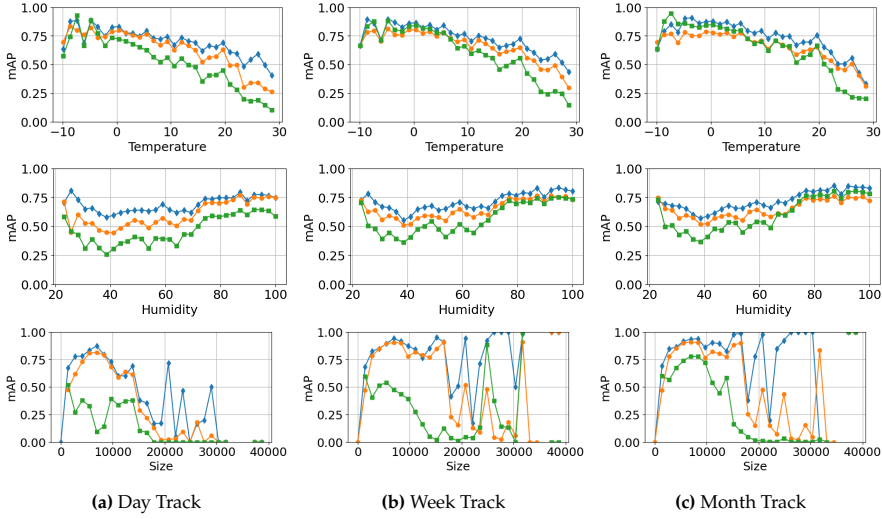 1.00 1.00 1.00
0.75 0.75 0.75
mAP mAP mAP
0.50 0.50 0.50
0.25 0.25 0.25
0.00 0.00 0.00
−10 0 10 20 30 −10 0 10 20 30 −10 0 10 20 30
Temperature Temperature Temperature
1.00 1.00 1.00
0.75 0.75 0.75
mAP mAP mAP
0.50 0.50 0.50
0.25 0.25 0.25
0.00 0.00 0.00
20 40 60 80 100 20 40 60 80 100 20 40 60 80 100
Humidity Humidity Humidity
1.00 1.00 1.00
0.75 0.75 0.75
mAP mAP mAP
0.50 0.50 0.50
0.25 0.25 0.25
0.00 0.00 0.00
0 10000 20000 30000 40000 0 10000 20000 30000 40000 0 10000 20000 30000 40000
Size Size Size
(a) Day Track (b) Week Track (c) Month Track